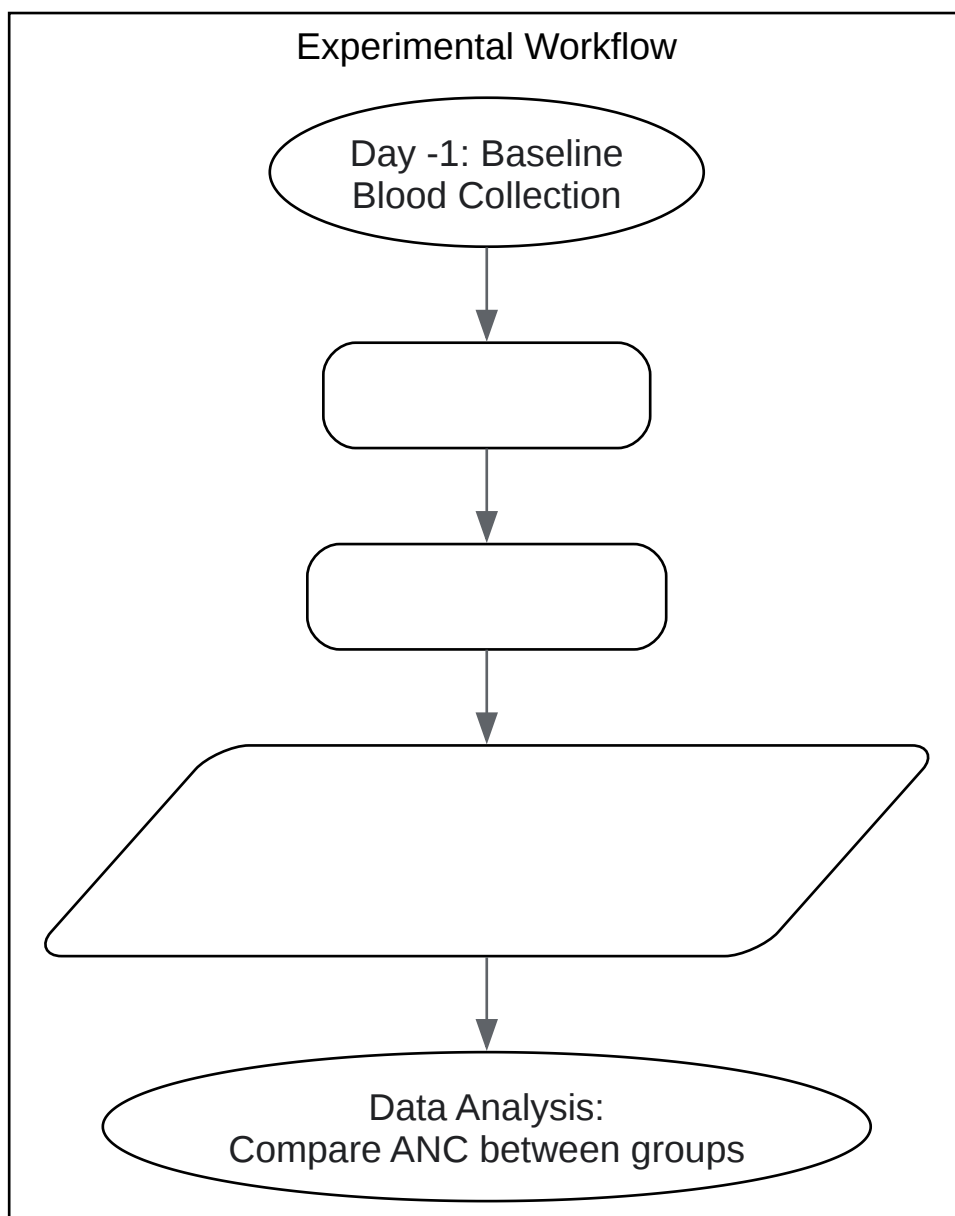 Experimental Workflow
Day -1: Baseline
Blood Collection
Data Analysis:
Compare ANC between groups